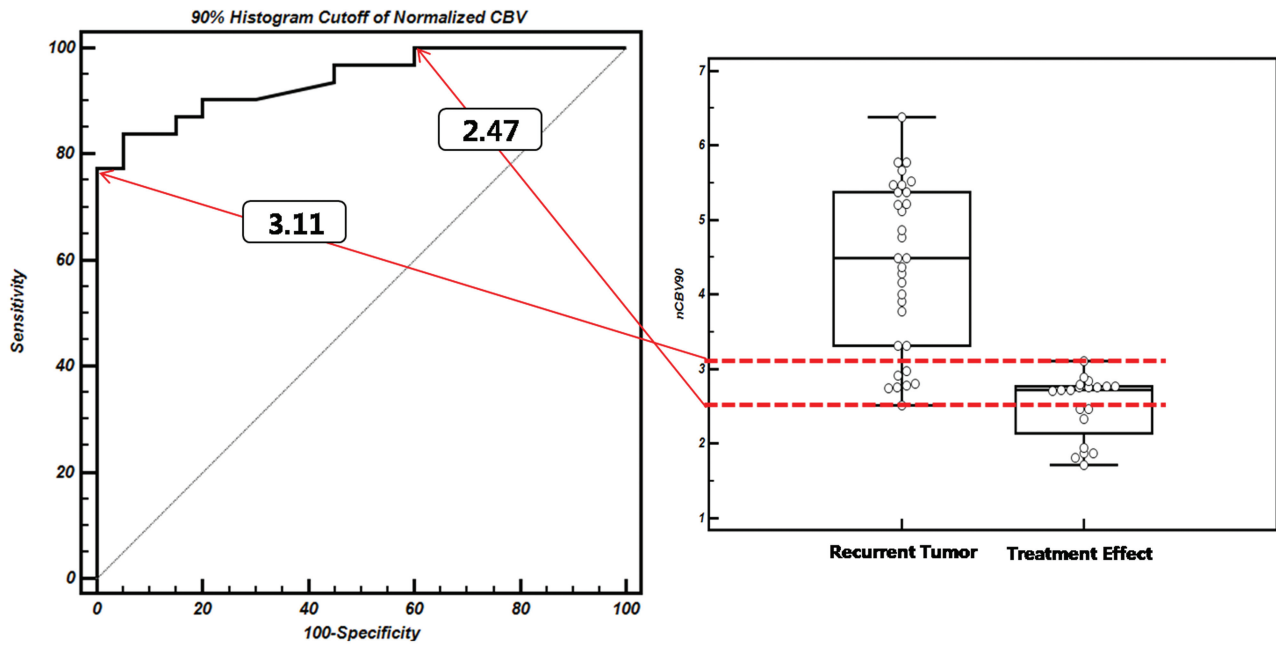 90% Histogram Cutoff of Normalized CBV
100
80
60
40
20
0
Sensitivity
0 20 40 60 80 100
100-Specificity
2.47
3.11
7
6
5
4
3
2
1
nCBV90
Recurrent Tumor Treatment Effect